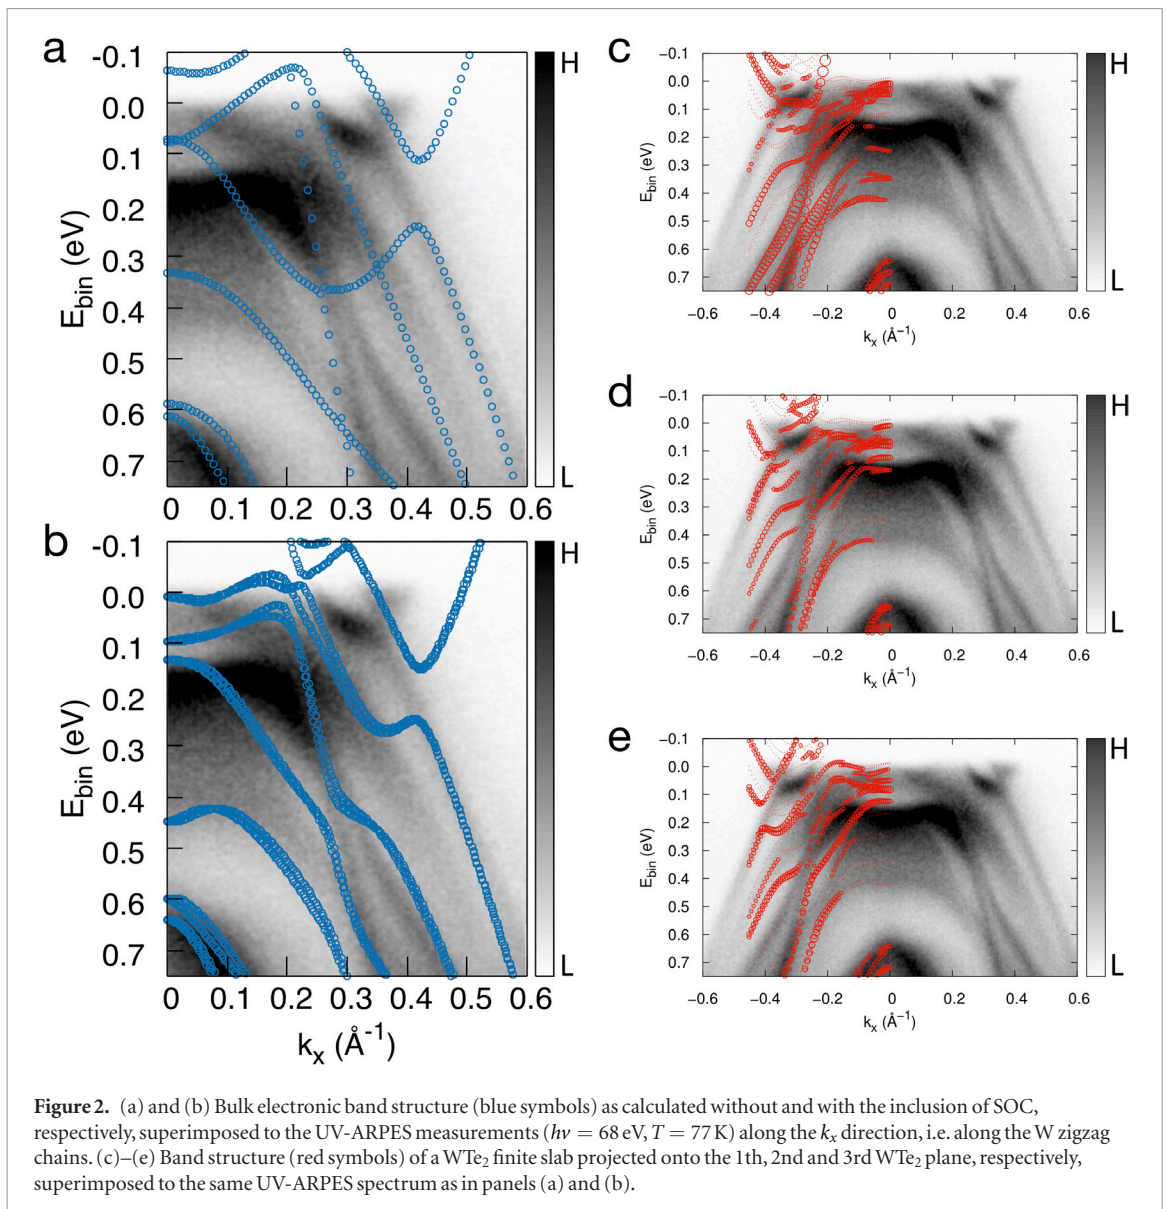 a
-0.1
0.0
0.1
0.2
0.3
0.4
0.5
0.6
0.7
E_bin (eV)
0 0.1 0.2 0.3 0.4 0.5 0.6
H
L
b
-0.1
0.0
0.1
0.2
0.3
0.4
0.5
0.6
0.7
E_bin (eV)
0 0.1 0.2 0.3 0.4 0.5 0.6
k_x (Å⁻¹)
H
L
c
−0.1
0.0
0.1
0.2
0.3
0.4
0.5
0.6
0.7
E_bin (eV)
−0.6 −0.4 −0.2 0 0.2 0.4 0.6
k_x (Å⁻¹)
H
L
d
−0.1
0.0
0.1
0.2
0.3
0.4
0.5
0.6
0.7
E_bin (eV)
−0.6 −0.4 −0.2 0 0.2 0.4 0.6
k_x (Å⁻¹)
H
L
e
−0.1
0.0
0.1
0.2
0.3
0.4
0.5
0.6
0.7
E_bin (eV)
−0.6 −0.4 −0.2 0 0.2 0.4 0.6
k_x (Å⁻¹)
H
L
Figure 2. (a) and (b) Bulk electronic band structure (blue symbols) as calculated without and with the inclusion of SOC,
respectively, superimposed to the UV-ARPES measurements (hν = 68 eV, T = 77 K) along the k_x direction, i.e. along the W zigzag
chains. (c)–(e) Band structure (red symbols) of a WTe₂ finite slab projected onto the 1th, 2nd and 3rd WTe₂ plane, respectively,
superimposed to the same UV-ARPES spectrum as in panels (a) and (b).